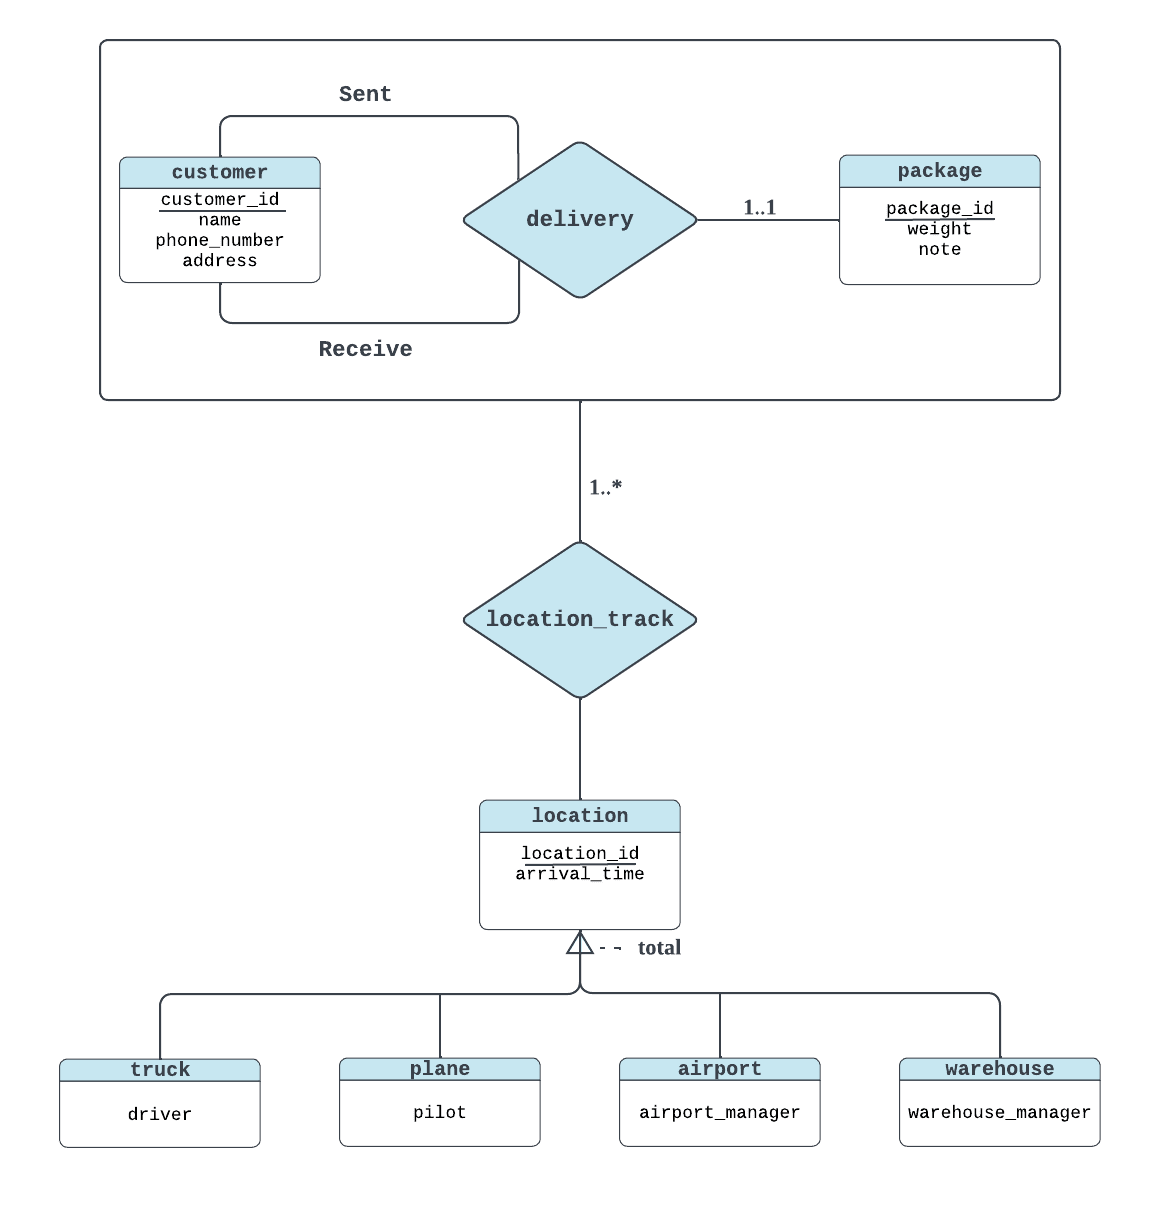 Sent
customer
customer_id
name
phone_number
address
delivery
1..1
package
package_id
weight
note
Receive
1..*
location_track
location
location_id
arrival_time
total
truck
driver
plane
pilot
airport
airport_manager
warehouse
warehouse_manager